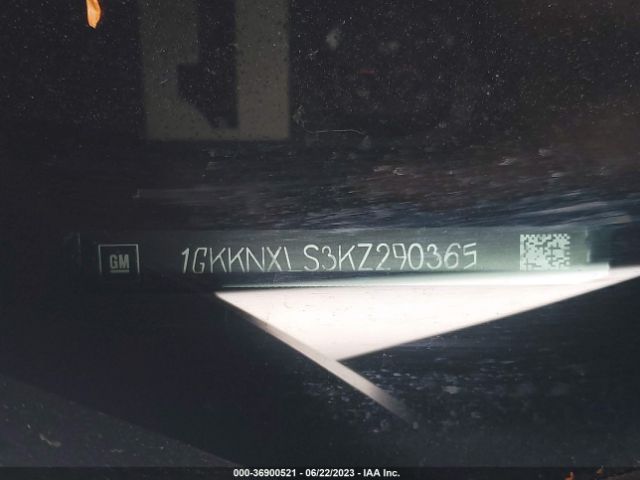 GM
1GKKNXLS3KZ290365
000-36900521 - 06/22/2023 - IAA Inc.